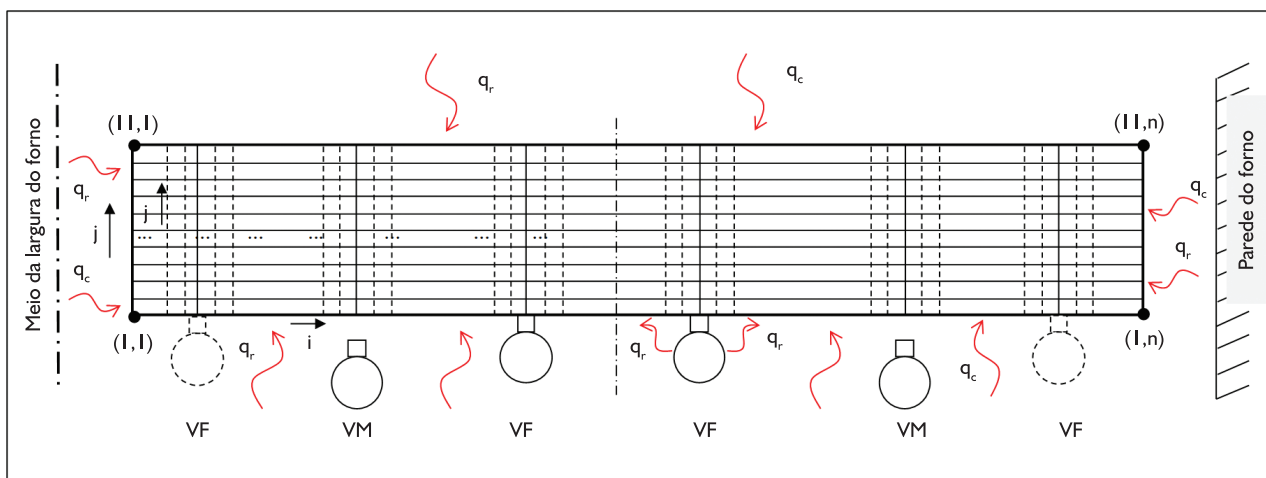 q_r
q_c
(11,1)
(11,n)
Meio da largura do forno
Parede do forno
q_r
q_c
j
j
... ... ... ... ... ... ...
q_c
q_r
(1,1)
(1,n)
i
q_r
q_r
q_r
q_c
VF
VM
VF
VF
VM
VF